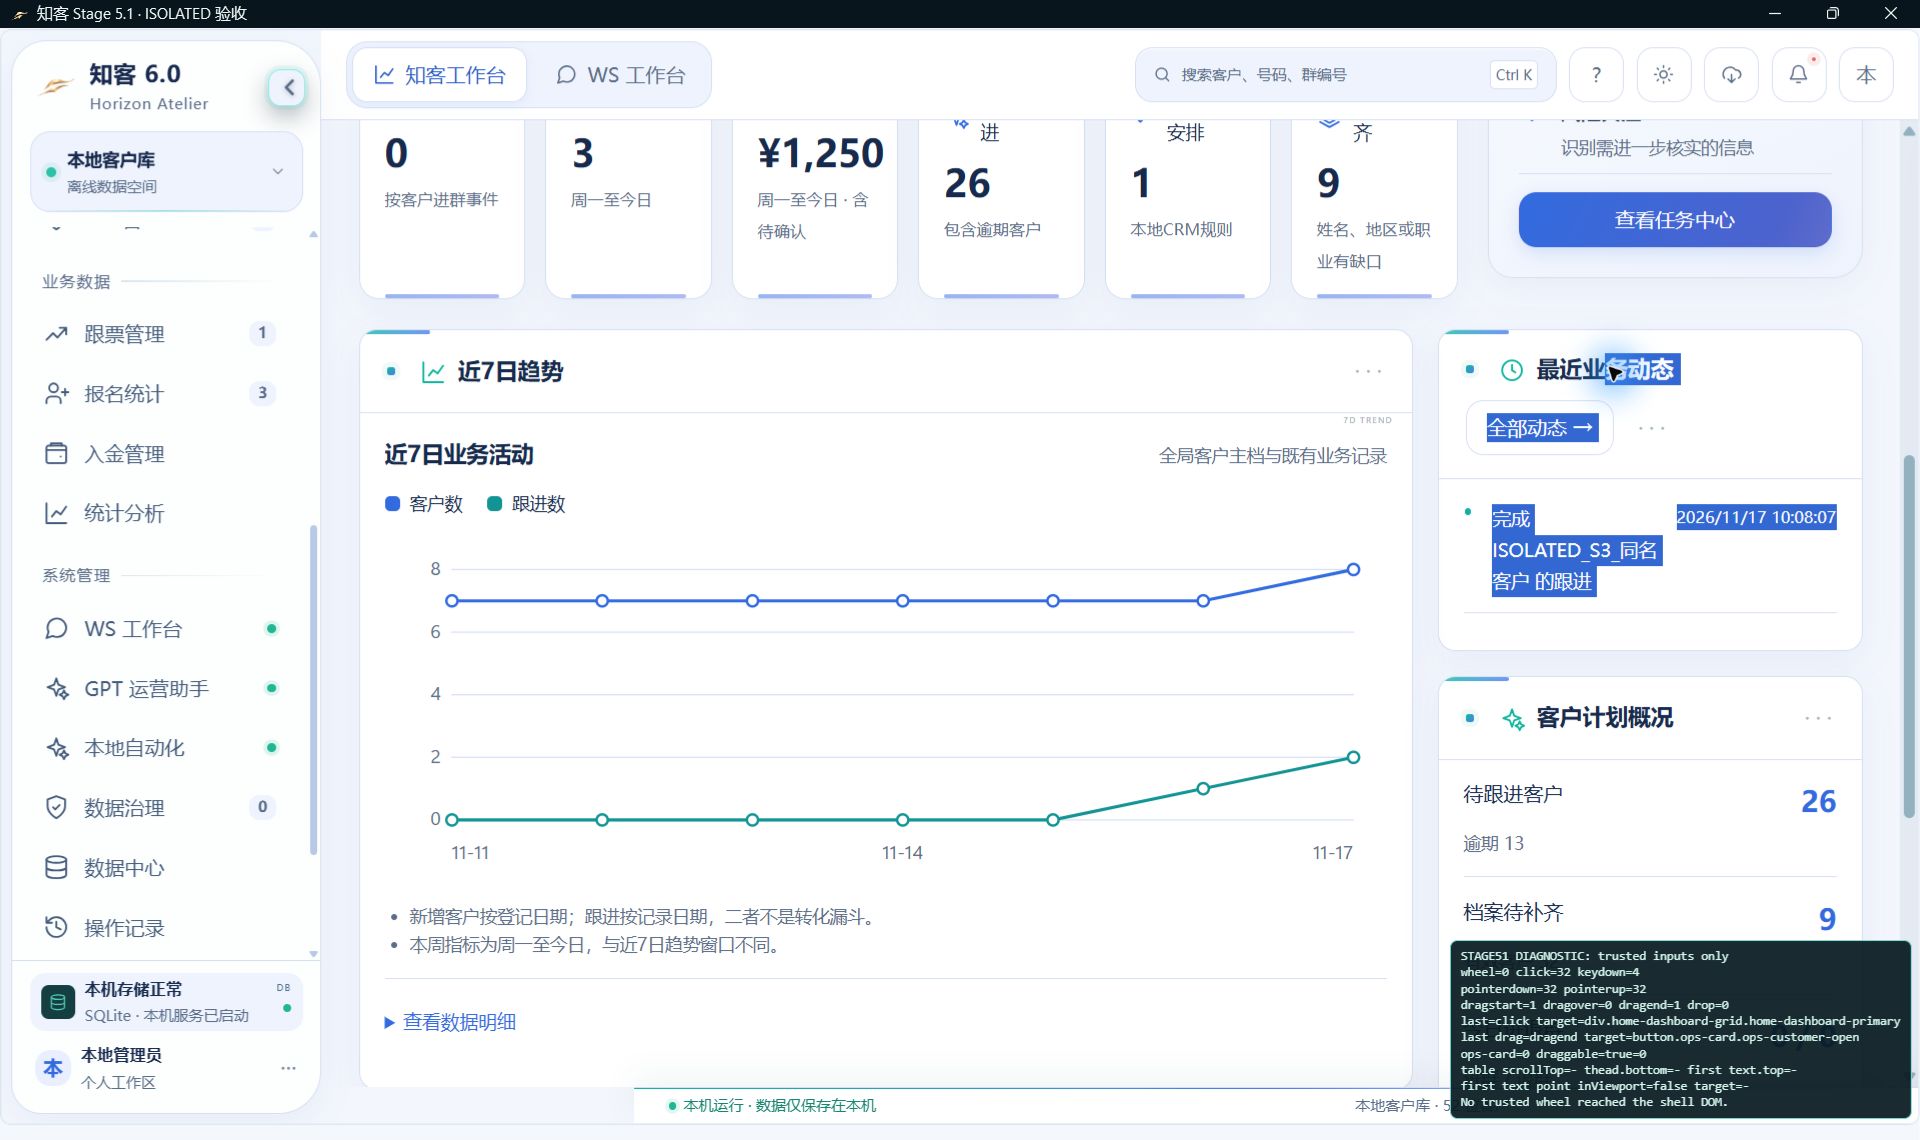 知客 Stage 5.1 · ISOLATED 验收
知客 6.0
Horizon Atelier
本地客户库
离线数据空间
业务数据
跟票管理
1
报名统计
3
入金管理
统计分析
系统管理
WS 工作台
GPT 运营助手
本地自动化
数据治理
0
数据中心
操作记录
本机存储正常
DB
SQLite · 本机服务已启动
本
本地管理员
个人工作区
知客工作台
WS 工作台
搜索客户、号码、群编号
Ctrl K
?
本
0
按客户进群事件
3
周一至今日
¥1,250
周一至今日 · 含
待确认
进
26
包含逾期客户
安排
1
本地CRM规则
齐
9
姓名、地区或职
业有缺口
识别需进一步核实的信息
查看任务中心
近7日趋势
7D TREND
近7日业务活动
全局客户主档与既有业务记录
客户数
跟进数
8
6
4
2
0
11-11
11-14
11-17
新增客户按登记日期；跟进按记录日期，二者不是转化漏斗。
本周指标为周一至今日，与近7日趋势窗口不同。
查看数据明细
最近业务动态
全部动态 →
完成
ISOLATED_S3_同名
客户 的跟进
2026/11/17 10:08:07
客户计划概况
待跟进客户
26
逾期 13
档案待补齐
9
STAGE51 DIAGNOSTIC: trusted inputs only
wheel=0 click=32 keydown=4
pointerdown=32 pointerup=32
dragstart=1 dragover=0 dragend=1 drop=0
last=click target=div.home-dashboard-grid.home-dashboard-primary
last drag=dragend target=button.ops-card.ops-customer-open
ops-card=0 draggable=true=0
table scrollTop=- thead.bottom=- first text.top=-
first text point inViewport=false target=-
No trusted wheel reached the shell DOM.
本机运行 · 数据仅保存在本机
本地客户库 · 5